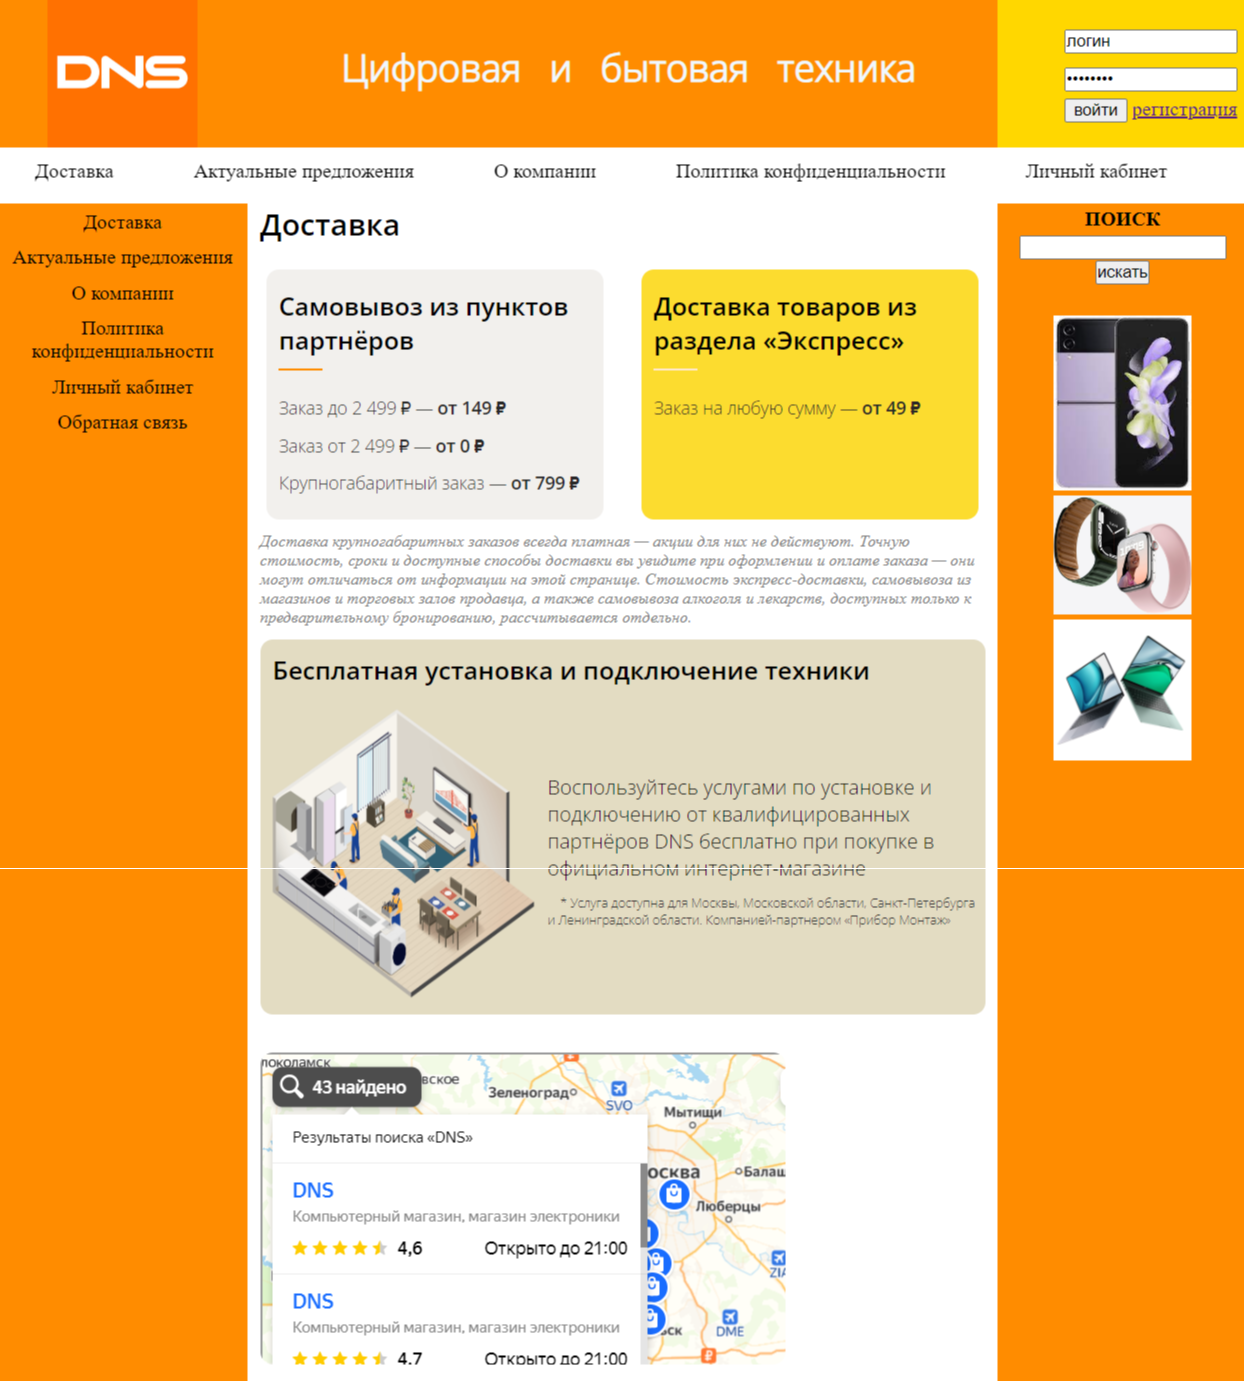 DNS
Цифровая и бытовая техника
логин
••••••••
войти регистрация
Доставка Актуальные предложения О компании Политика конфиденциальности Личный кабинет
Доставка
Актуальные предложения
О компании
Политика
конфиденциальности
Личный кабинет
Обратная связь
Доставка
Самовывоз из пунктов
партнёров
Заказ до 2 499 ₽ — от 149 ₽
Заказ от 2 499 ₽ — от 0 ₽
Крупногабаритный заказ — от 799 ₽
Доставка товаров из
раздела «Экспресс»
Заказ на любую сумму — от 49 ₽
Доставка крупногабаритных заказов всегда платная — акции для них не действуют. Точную
стоимость, сроки и доступные способы доставки вы увидите при оформлении и оплате заказа — они
могут отличаться от информации на этой странице. Стоимость экспресс-доставки, самовывоза из
магазинов и торговых залов продавца, а также самовывоза алкоголя и лекарств, доступных только к
предварительному бронированию, рассчитывается отдельно.
Бесплатная установка и подключение техники
Воспользуйтесь услугами по установке и
подключению от квалифицированных
партнёров DNS бесплатно при покупке в
официальном интернет-магазине
* Услуга доступна для Москвы, Московской области, Санкт-Петербурга
и Ленинградской области. Компанией-партнером «Прибор Монтаж»
локоламск
43 найдено
вское
Зеленоград
SVO
Мытищи
Результаты поиска «DNS»
DNS
Компьютерный магазин, магазин электроники
4,6 Открыто до 21:00
DNS
Компьютерный магазин, магазин электроники
4,7 Открыто до 21:00
осква
Балаш
Люберцы
ZIA
DME
ск
ПОИСК
искать